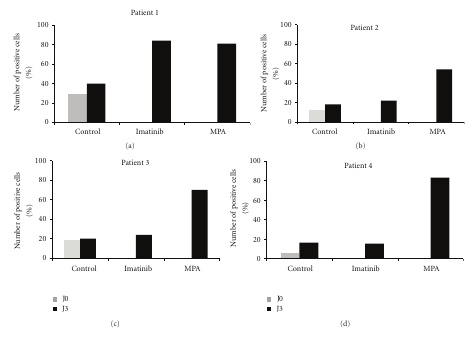 Patient 1
Number of positive cells
(%)
100
80
60
40
20
0
Control
Imatinib
MPA
(a)
Patient 2
Number of positive cells
(%)
100
80
60
40
20
0
Control
Imatinib
MPA
(b)
Patient 3
Number of positive cells
(%)
100
80
60
40
20
0
Control
Imatinib
MPA
J0
J3
(c)
Patient 4
Number of positive cells
(%)
100
80
60
40
20
0
Control
Imatinib
MPA
J0
J3
(d)